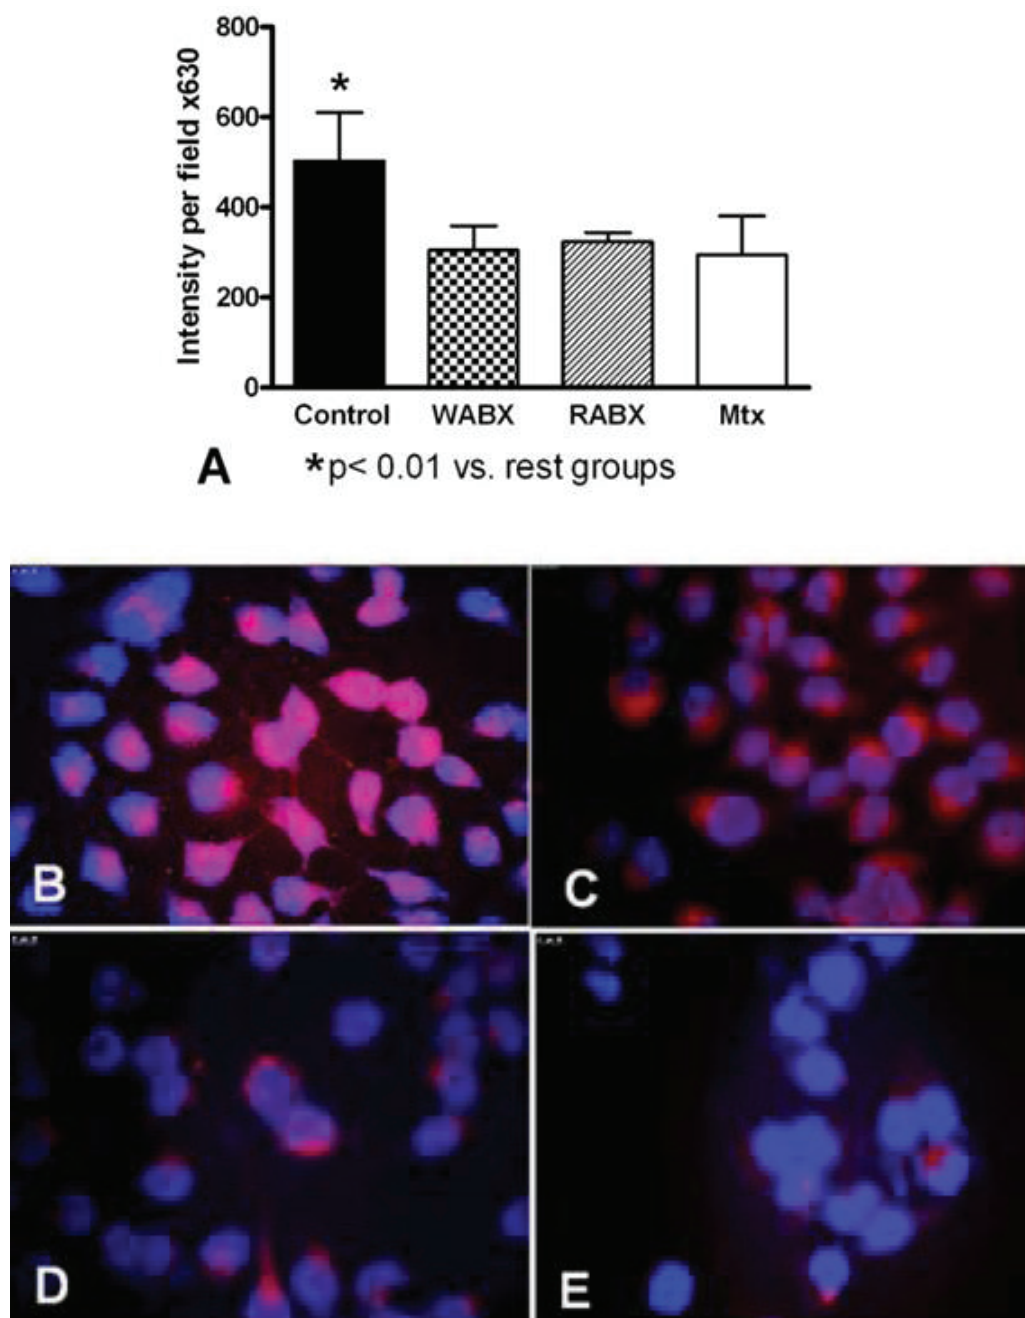 800
600
400
200
0
Intensity per field x630
*
Control WABX RABX Mtx
A *p< 0.01 vs. rest groups
B
C
D
E